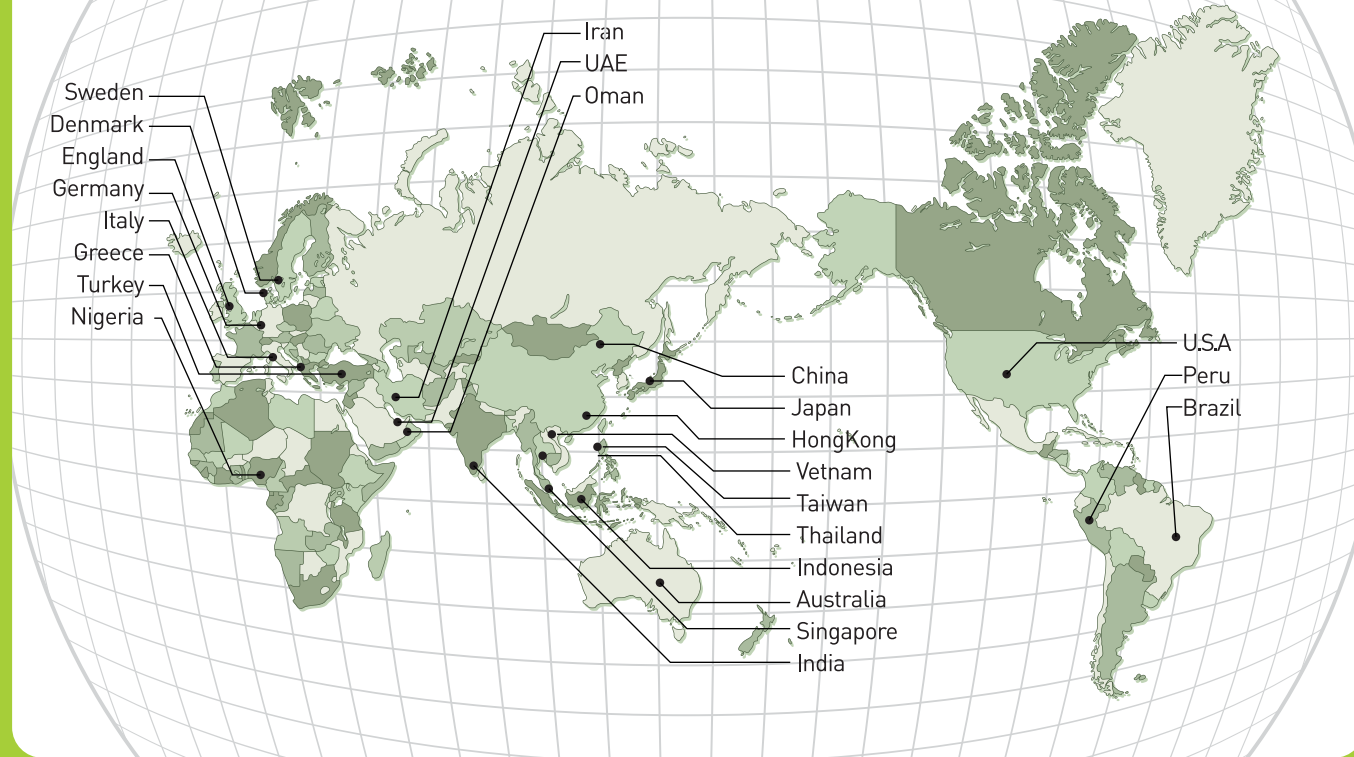 Iran
UAE
Oman
Sweden
Denmark
England
Germany
Italy
Greece
Turkey
Nigeria
China
Japan
HongKong
Vetnam
Taiwan
Thailand
Indonesia
Australia
Singapore
India
U.S.A
Peru
Brazil